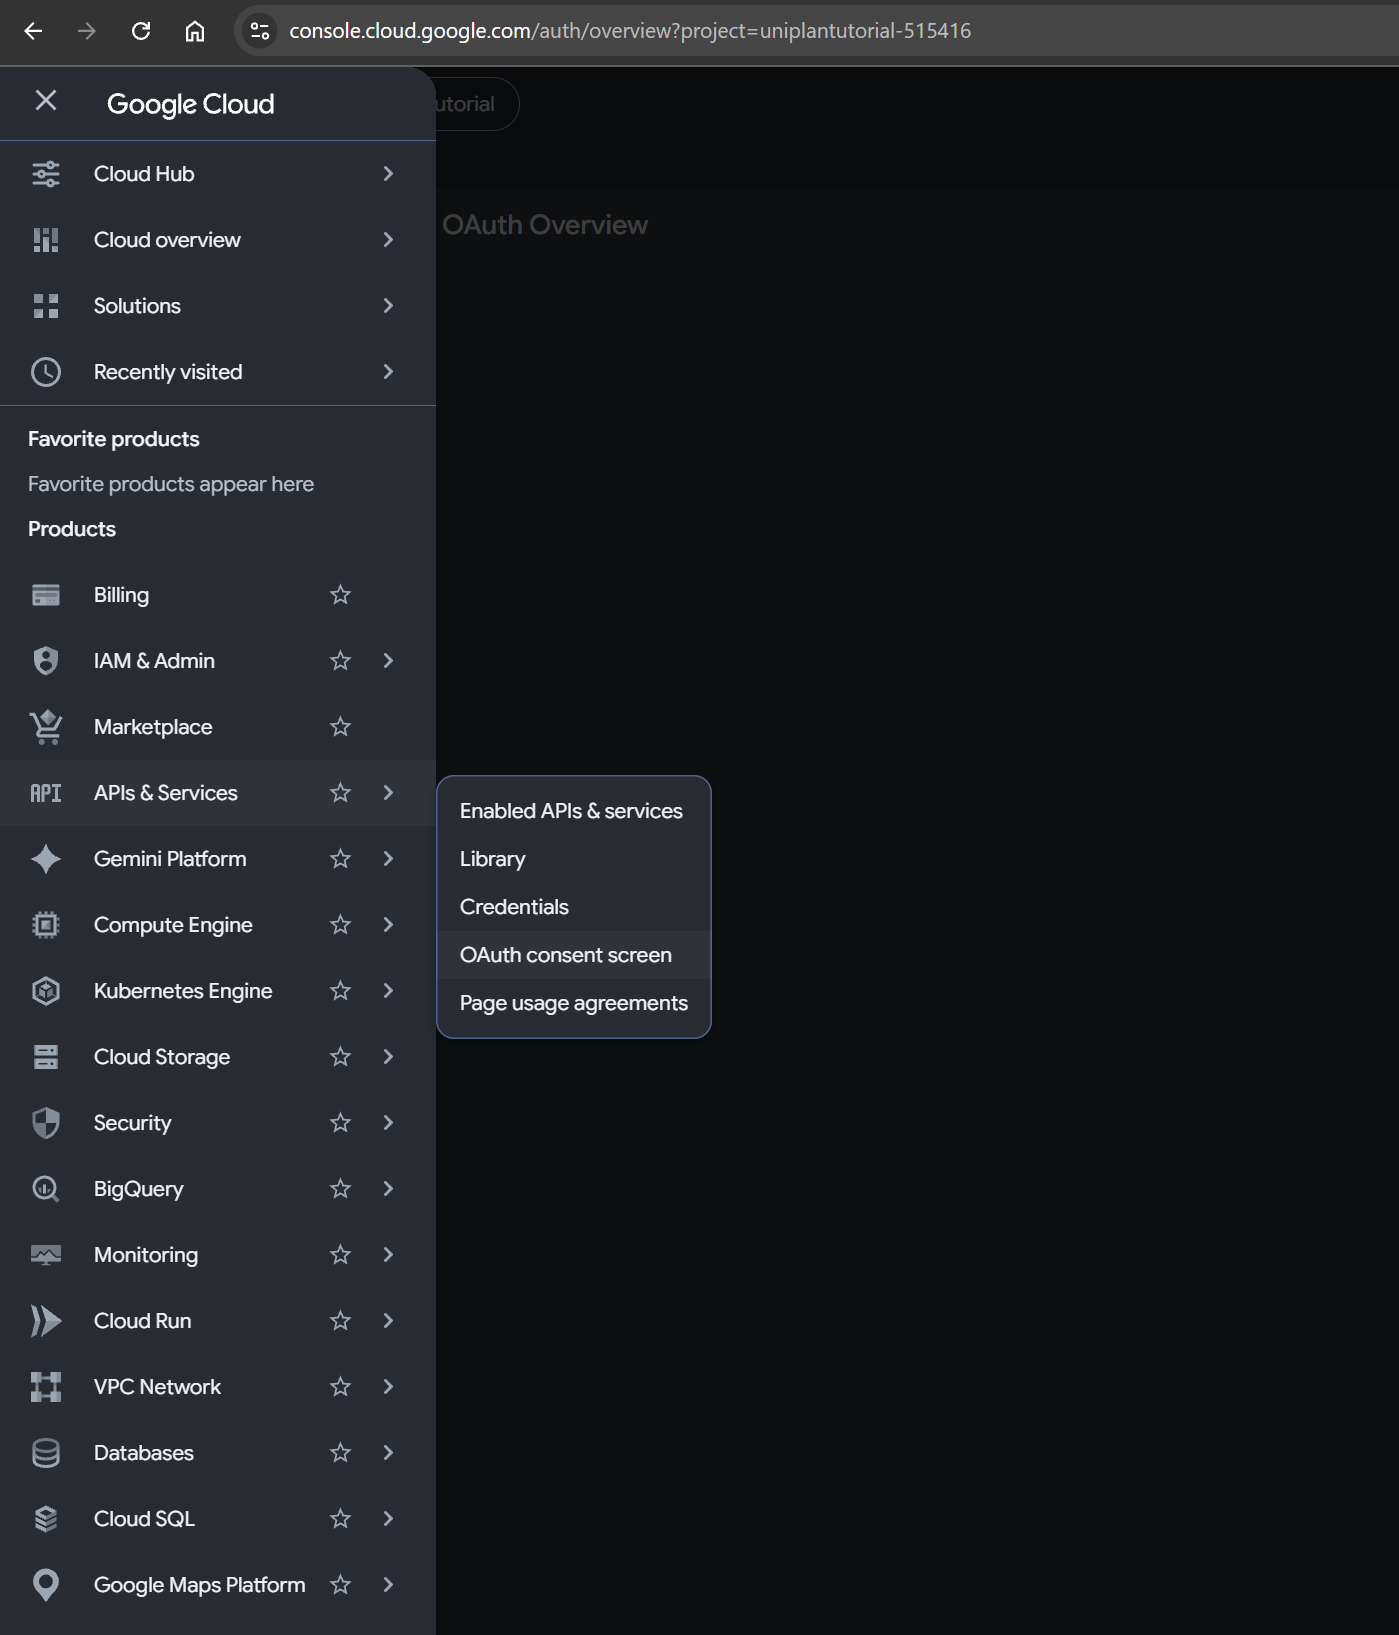 console.cloud.google.com/auth/overview?project=uniplantutorial-515416
Google Cloud
utorial
Cloud Hub
OAuth Overview
Cloud overview
Solutions
Recently visited
Favorite products
Favorite products appear here
Products
Billing
IAM & Admin
Marketplace
API APIs & Services
Enabled APIs & services
Library
Credentials
OAuth consent screen
Page usage agreements
Gemini Platform
Compute Engine
Kubernetes Engine
Cloud Storage
Security
BigQuery
Monitoring
Cloud Run
VPC Network
Databases
Cloud SQL
Google Maps Platform